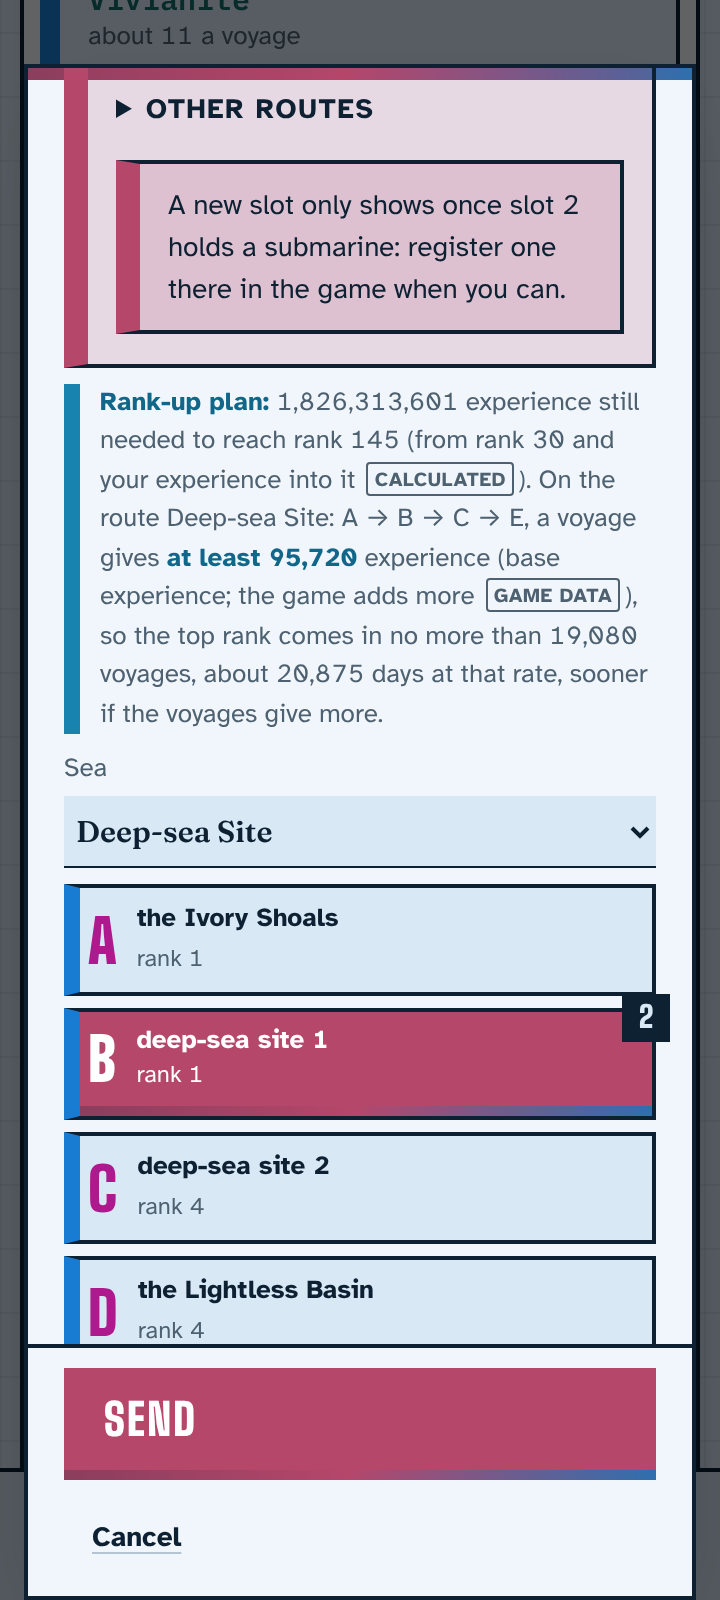 Vivianite
about 11 a voyage
▶ OTHER ROUTES
A new slot only shows once slot 2
holds a submarine: register one
there in the game when you can.
Rank-up plan: 1,826,313,601 experience still
needed to reach rank 145 (from rank 30 and
your experience into it CALCULATED ). On the
route Deep-sea Site: A → B → C → E, a voyage
gives at least 95,720 experience (base
experience; the game adds more GAME DATA ),
so the top rank comes in no more than 19,080
voyages, about 20,875 days at that rate, sooner
if the voyages give more.
Sea
Deep-sea Site
A
the Ivory Shoals
rank 1
2
B
deep-sea site 1
rank 1
C
deep-sea site 2
rank 4
D
the Lightless Basin
rank 4
SEND
Cancel